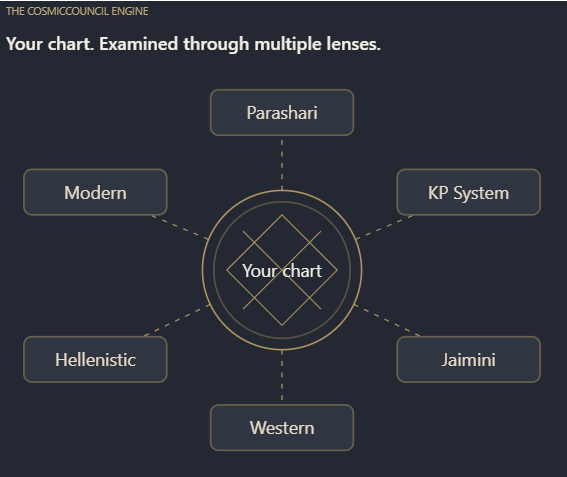 THE COSMICCOUNCIL ENGINE
Your chart. Examined through multiple lenses.
Parashari
Modern
KP System
Your chart
Hellenistic
Jaimini
Western